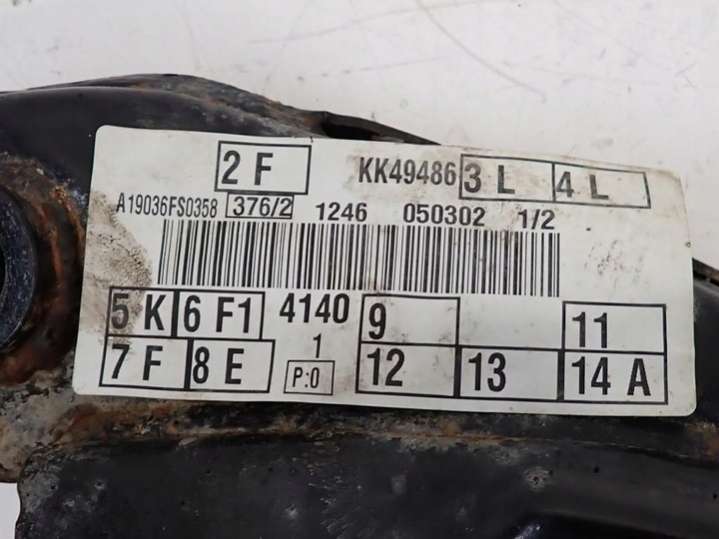 2 F KK49486 3 L 4 L
A19036FS0358 376/2 1246 050302 1/2
5 K 6 F1 4140 9 11
7 F 8 E 1 P:0 12 13 14 A